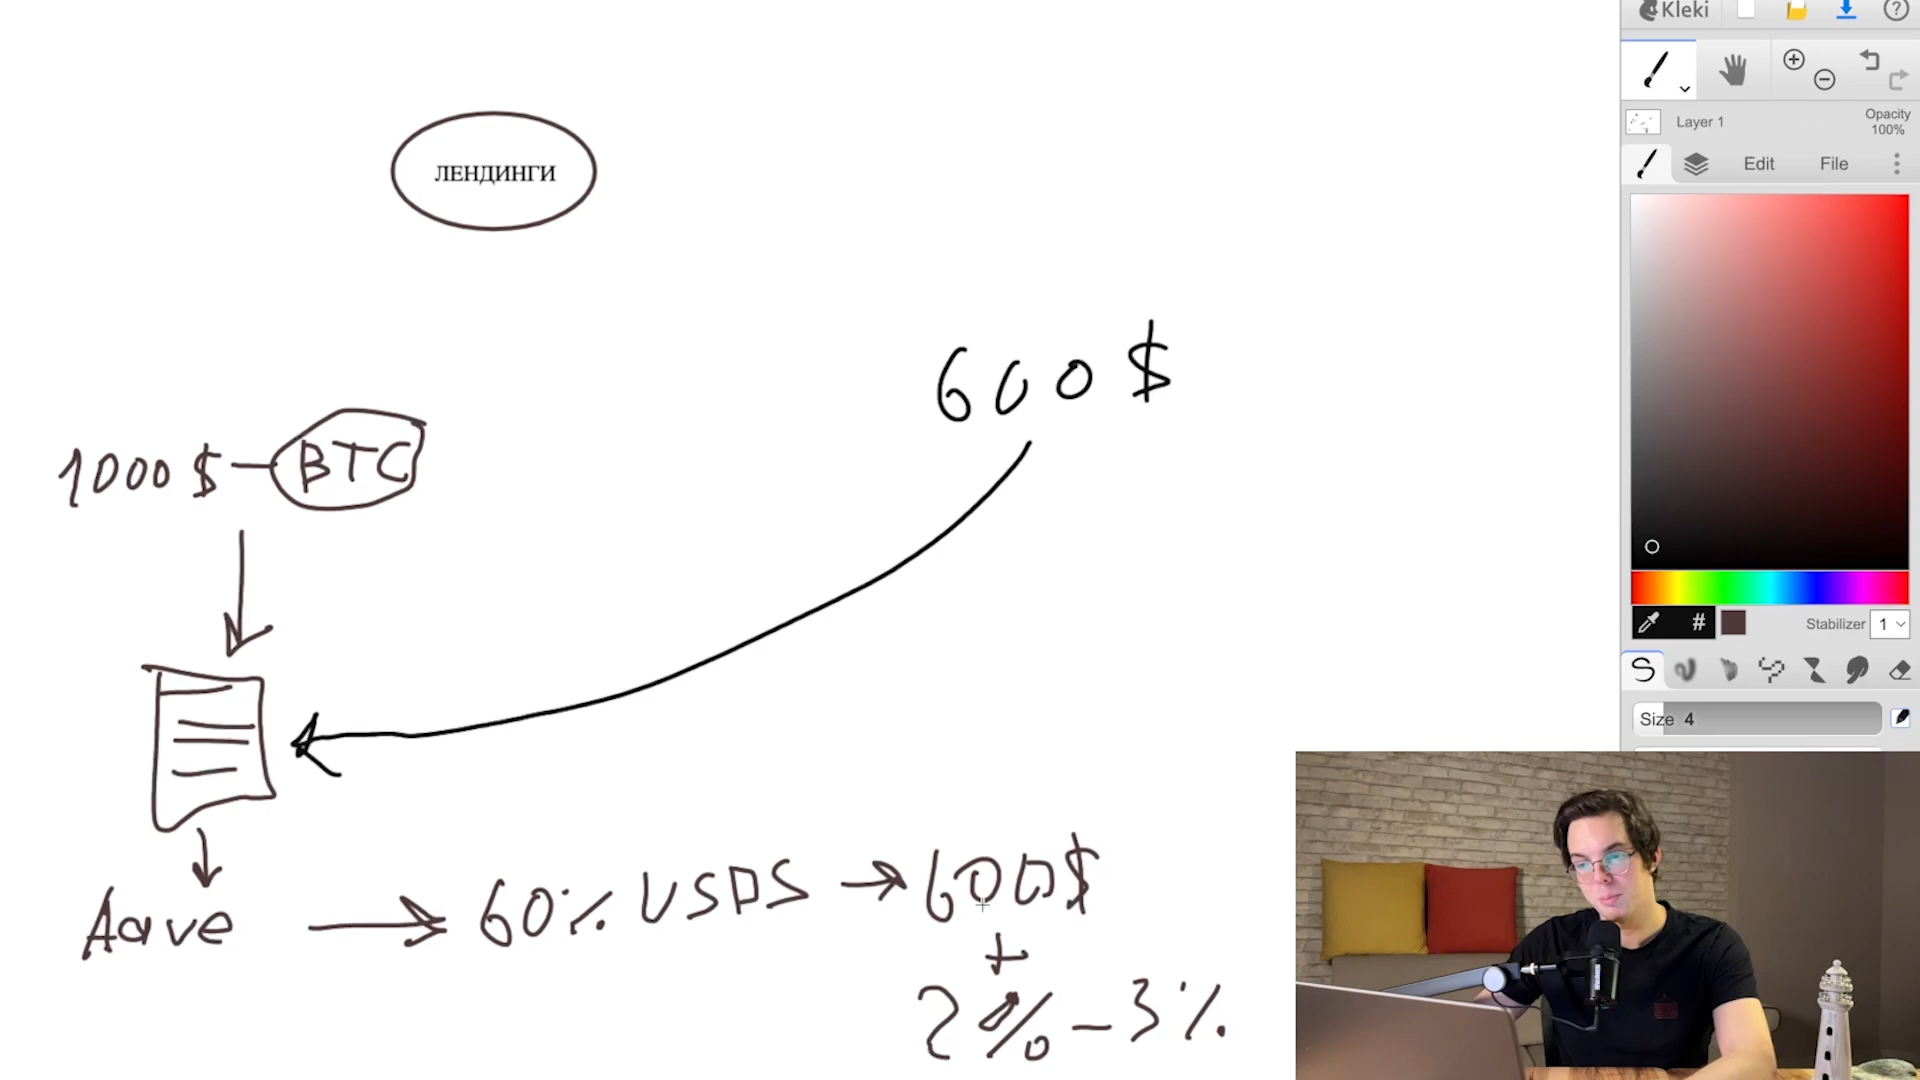 Kleki
Layer 1
Opacity
100%
Edit
File
ЛЕНДИНГИ
600$
1000$ BTC
Stabilizer 1
Size 4
Aave 60% USDS 600$
+
2% - 3%